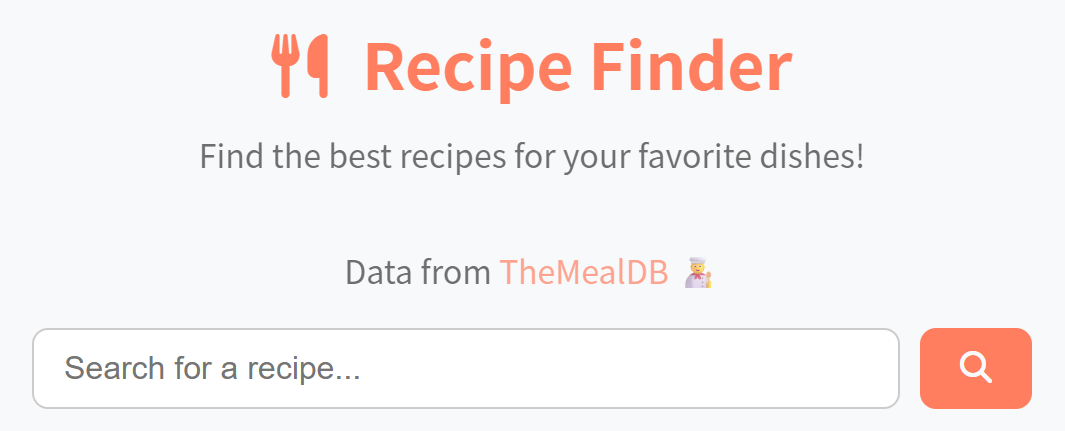 Recipe Finder
Find the best recipes for your favorite dishes!
Data from TheMealDB 🧑‍🍳
Search for a recipe...